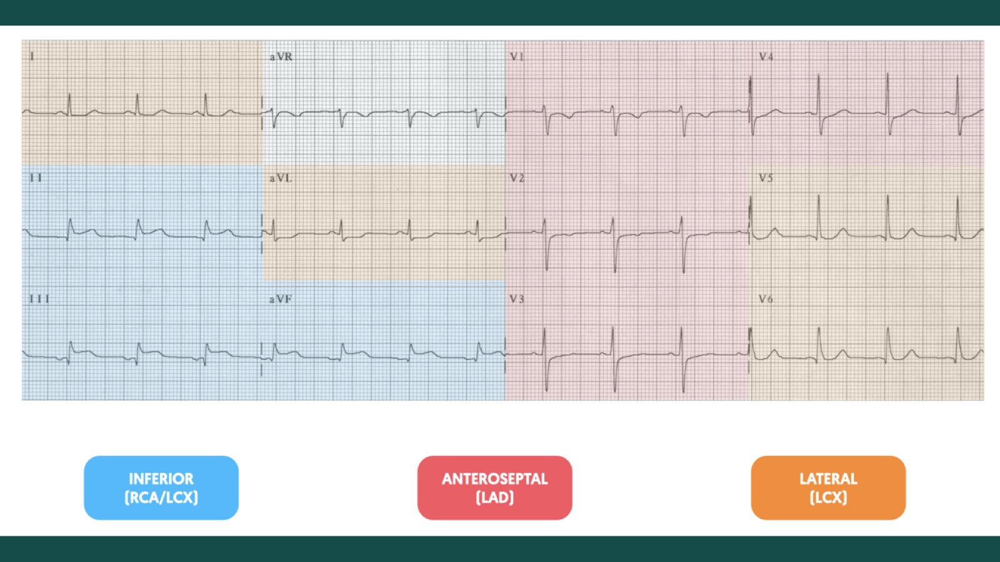 I
aVR
V1
V4
II
aVL
V2
V5
III
aVF
V3
V6
INFERIOR
(RCA/LCX)
ANTEROSEPTAL
(LAD)
LATERAL
(LCX)